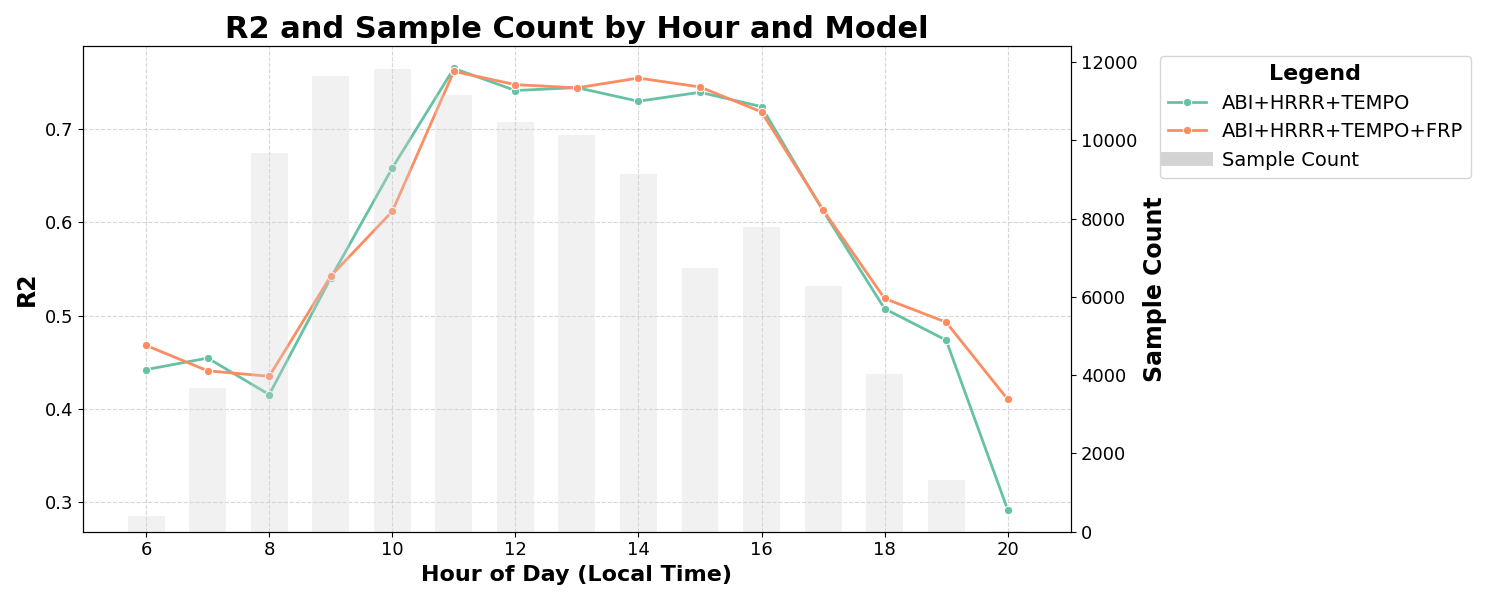 R2 and Sample Count by Hour and Model
R2
0.7
0.6
0.5
0.4
0.3
6 8 10 12 14 16 18 20
Hour of Day (Local Time)
12000
10000
8000
6000
4000
2000
0
Sample Count
Legend
ABI+HRRR+TEMPO
ABI+HRRR+TEMPO+FRP
Sample Count